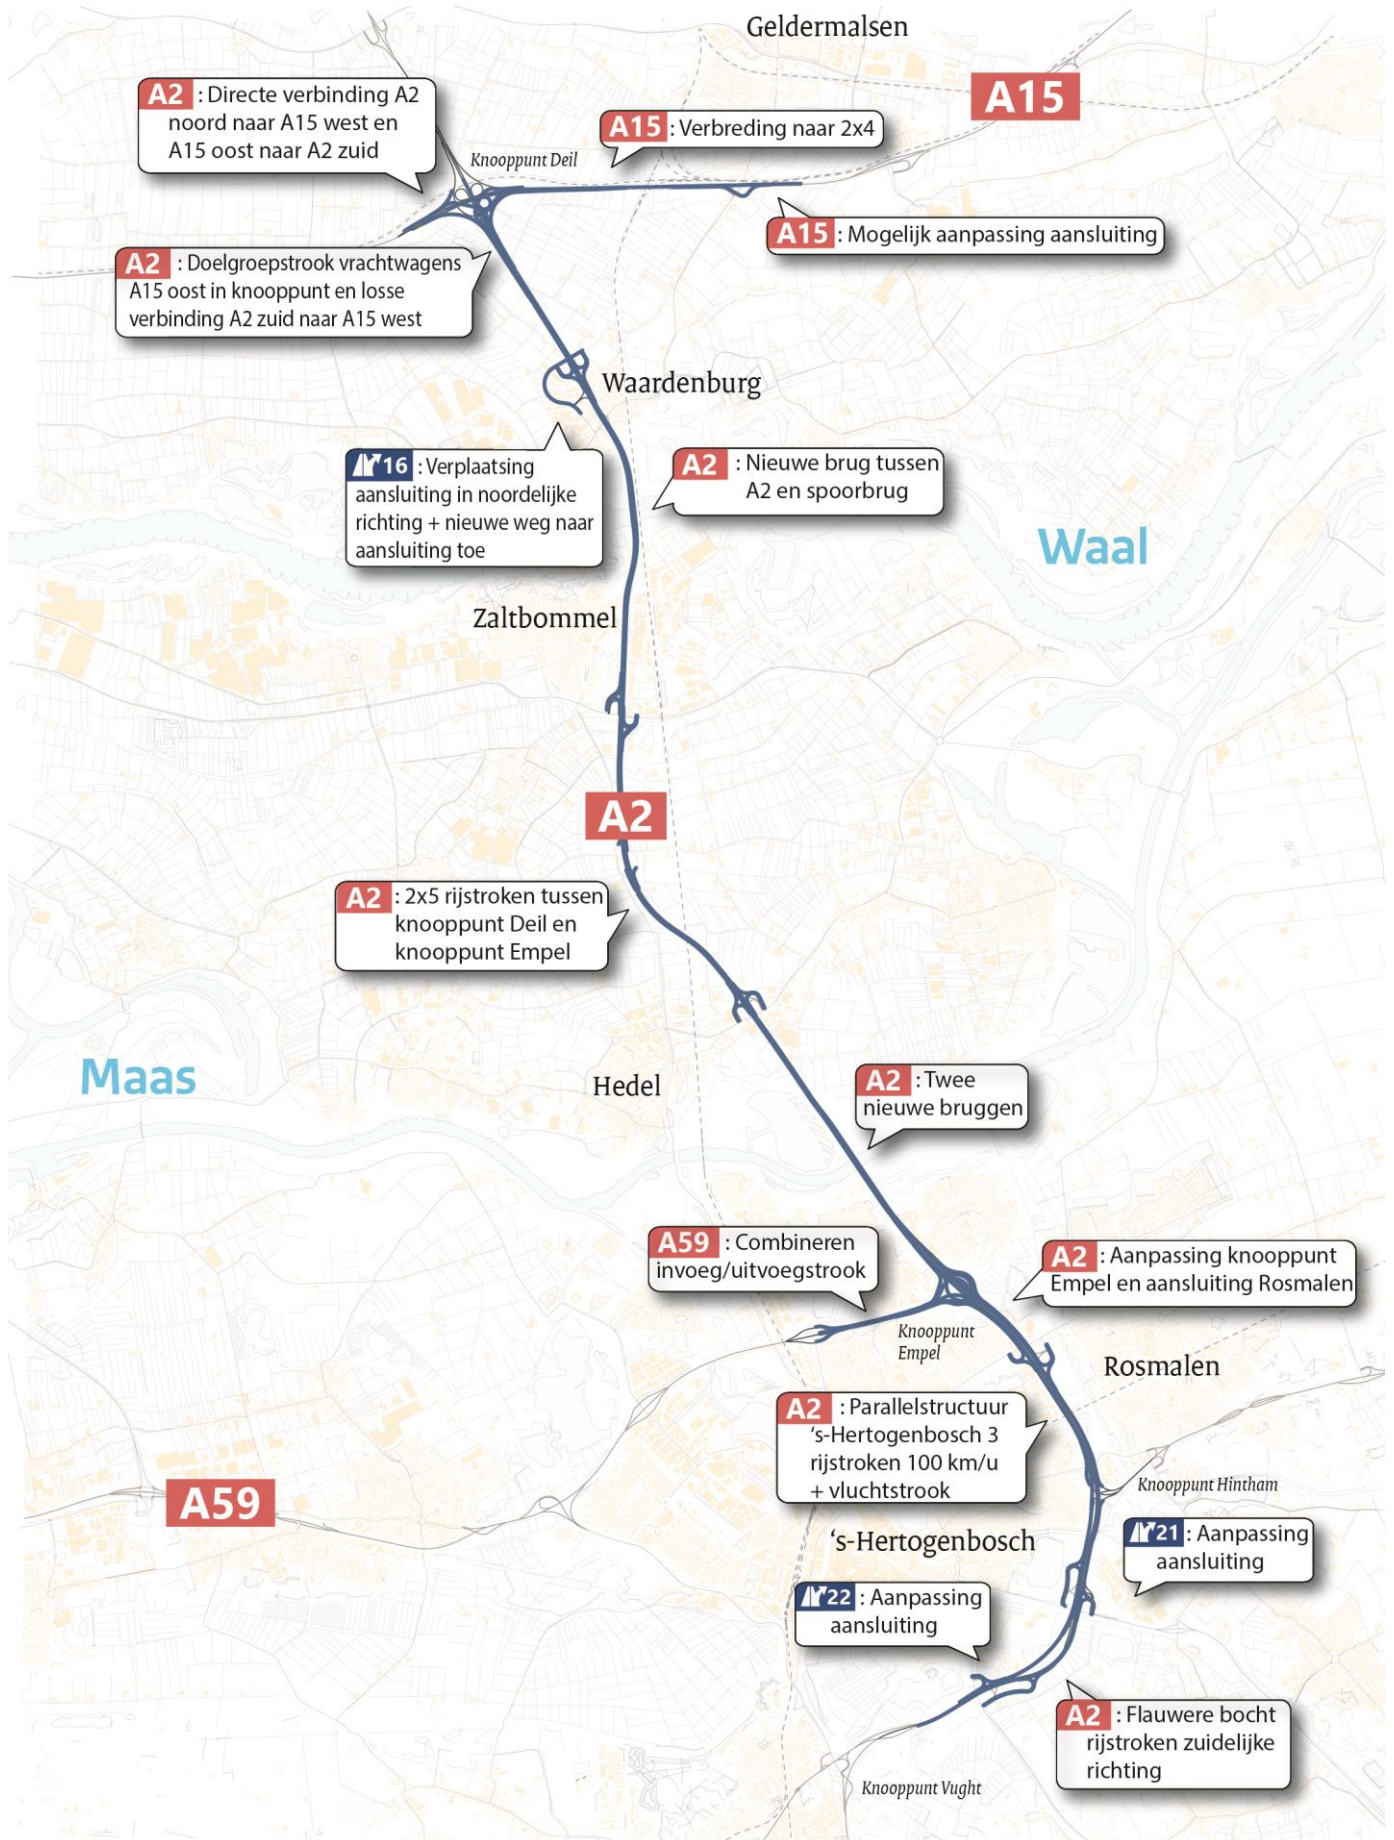 Geldermalsen
A15
A2 : Directe verbinding A2
noord naar A15 west en
A15 oost naar A2 zuid
A15 : Verbreding naar 2x4
Knooppunt Deil
A15 : Mogelijk aanpassing aansluiting
A2 : Doelgroepstrook vrachtwagens
A15 oost in knooppunt en losse
verbinding A2 zuid naar A15 west
Waardenburg
16 : Verplaatsing
aansluiting in noordelijke
richting + nieuwe weg naar
aansluiting toe
A2 : Nieuwe brug tussen
A2 en spoorbrug
Waal
Zaltbommel
A2
A2 : 2x5 rijstroken tussen
knooppunt Deil en
knooppunt Empel
Maas
Hedel
A2 : Twee
nieuwe bruggen
A59 : Combineren
invoeg/uitvoegstrook
A2 : Aanpassing knooppunt
Empel en aansluiting Rosmalen
Knooppunt
Empel
Rosmalen
A2 : Parallelstructuur
‘s-Hertogenbosch 3
rijstroken 100 km/u
+ vluchtstrook
Knooppunt Hintham
A59
‘s-Hertogenbosch
21 : Aanpassing
aansluiting
22 : Aanpassing
aansluiting
A2 : Flauwere bocht
rijstroken zuidelijke
richting
Knooppunt Vught